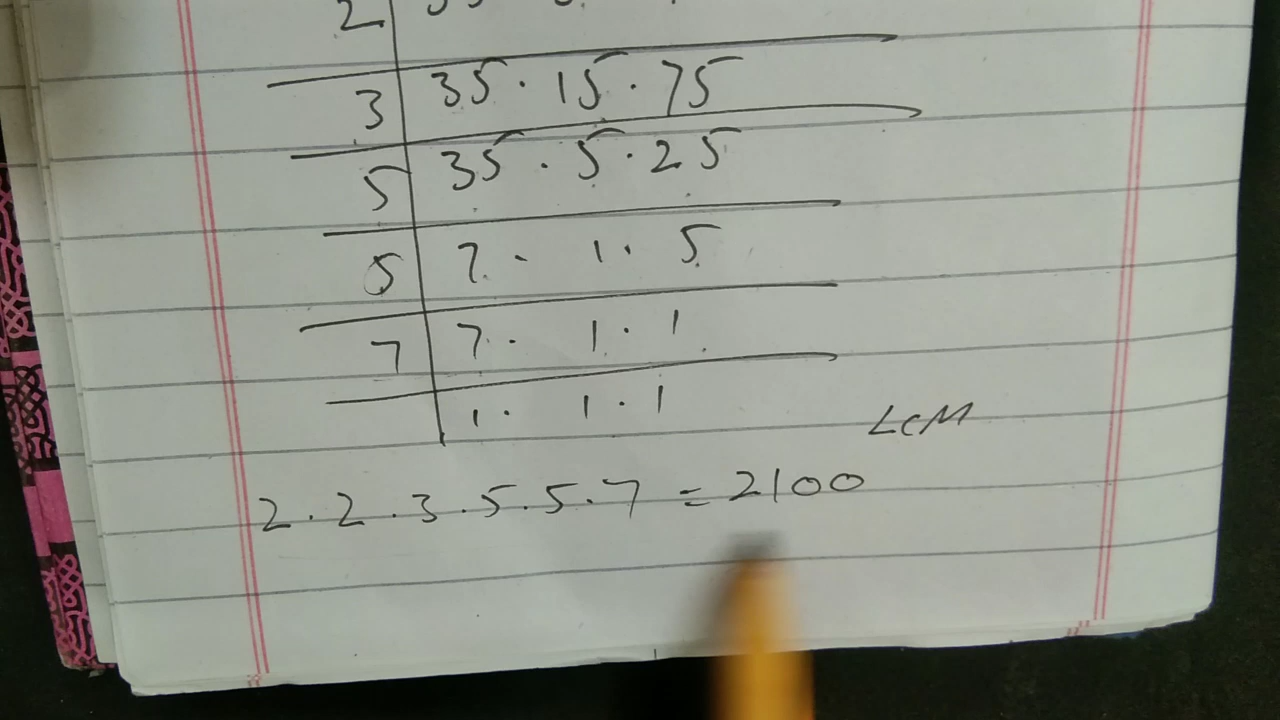 2
3 35 . 15 . 75
5 35 . 5 . 25
5 7 . 1 . 5
7 7 . 1 . 1
1 . 1 . 1
LCM
2 . 2 . 3 . 5 . 5 . 7 = 2100